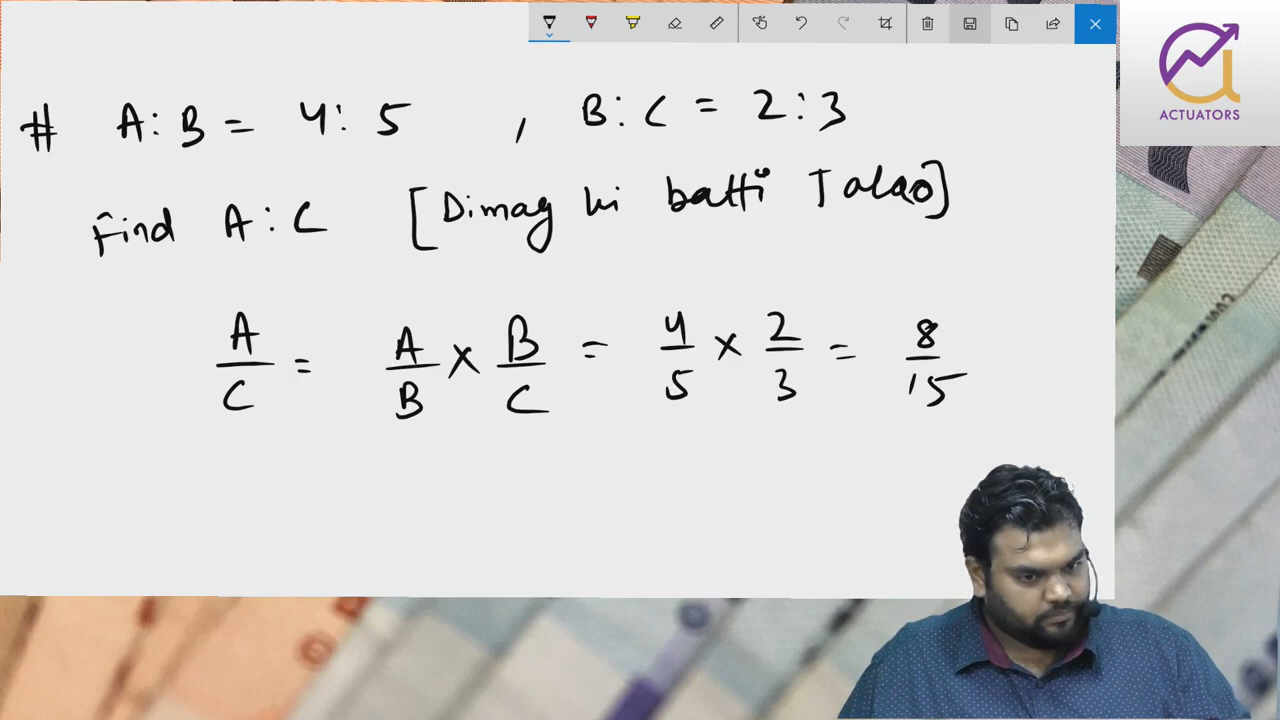 ACTUATORS
# A : B = 4 : 5 , B : C = 2 : 3
Find A : C [Dimag ki batti Jalao]
A/C = A/B × B/C = 4/5 × 2/3 = 8/15